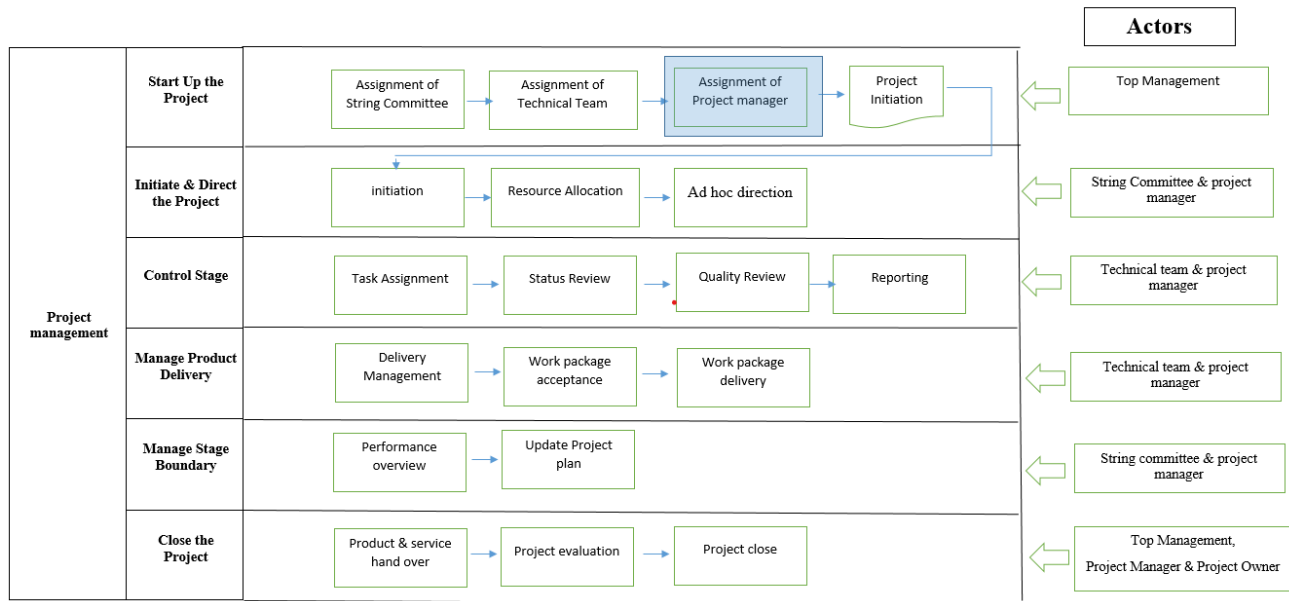 Actors
Project
management
Start Up the
Project
Assignment of
String Committee
Assignment of
Technical Team
Assignment of
Project manager
Project
Initiation
Top Management
Initiate & Direct
the Project
initiation
Resource Allocation
Ad hoc direction
String Committee & project
manager
Control Stage
Task Assignment
Status Review
Quality Review
Reporting
Technical team & project
manager
Manage Product
Delivery
Delivery
Management
Work package
acceptance
Work package
delivery
Technical team & project
manager
Manage Stage
Boundary
Performance
overview
Update Project
plan
String committee & project
manager
Close the
Project
Product & service
hand over
Project evaluation
Project close
Top Management,
Project Manager & Project Owner